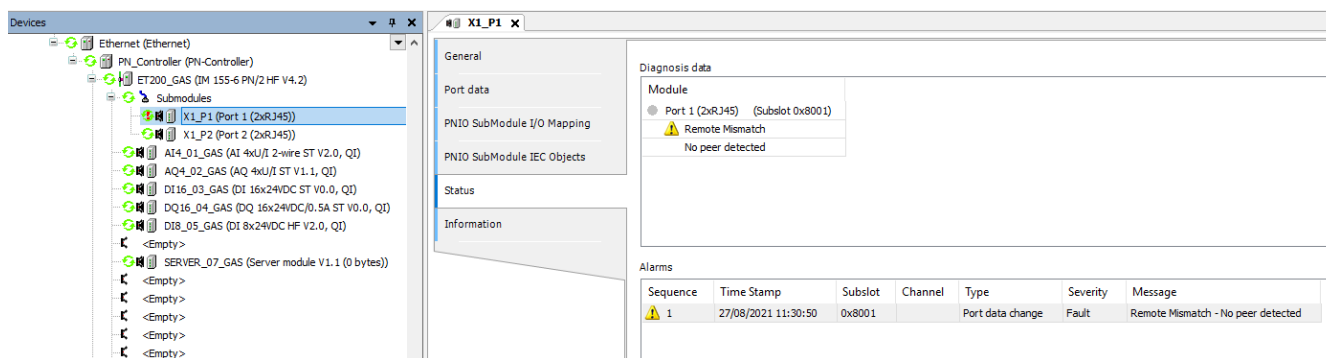 Devices
Ethernet (Ethernet)
PN_Controller (PN-Controller)
ET200_GAS (IM 155-6 PN/2 HF V4.2)
Submodules
X1_P1 (Port 1 (2xRJ45))
X1_P2 (Port 2 (2xRJ45))
AI4_01_GAS (AI 4xU/I 2-wire ST V2.0, QI)
AQ4_02_GAS (AQ 4xU/I ST V1.1, QI)
DI16_03_GAS (DI 16x24VDC ST V0.0, QI)
DQ16_04_GAS (DQ 16x24VDC/0.5A ST V0.0, QI)
DI8_05_GAS (DI 8x24VDC HF V2.0, QI)
<Empty>
SERVER_07_GAS (Server module V1.1 (0 bytes))
<Empty>
<Empty>
<Empty>
<Empty>
<Empty>
X1_P1
General
Port data
PNIO SubModule I/O Mapping
PNIO SubModule IEC Objects
Status
Information
Diagnosis data
Module
Port 1 (2xRJ45) (Subslot 0x8001)
Remote Mismatch
No peer detected
Alarms
Sequence Time Stamp Subslot Channel Type Severity Message
1 27/08/2021 11:30:50 0x8001 Port data change Fault Remote Mismatch - No peer detected